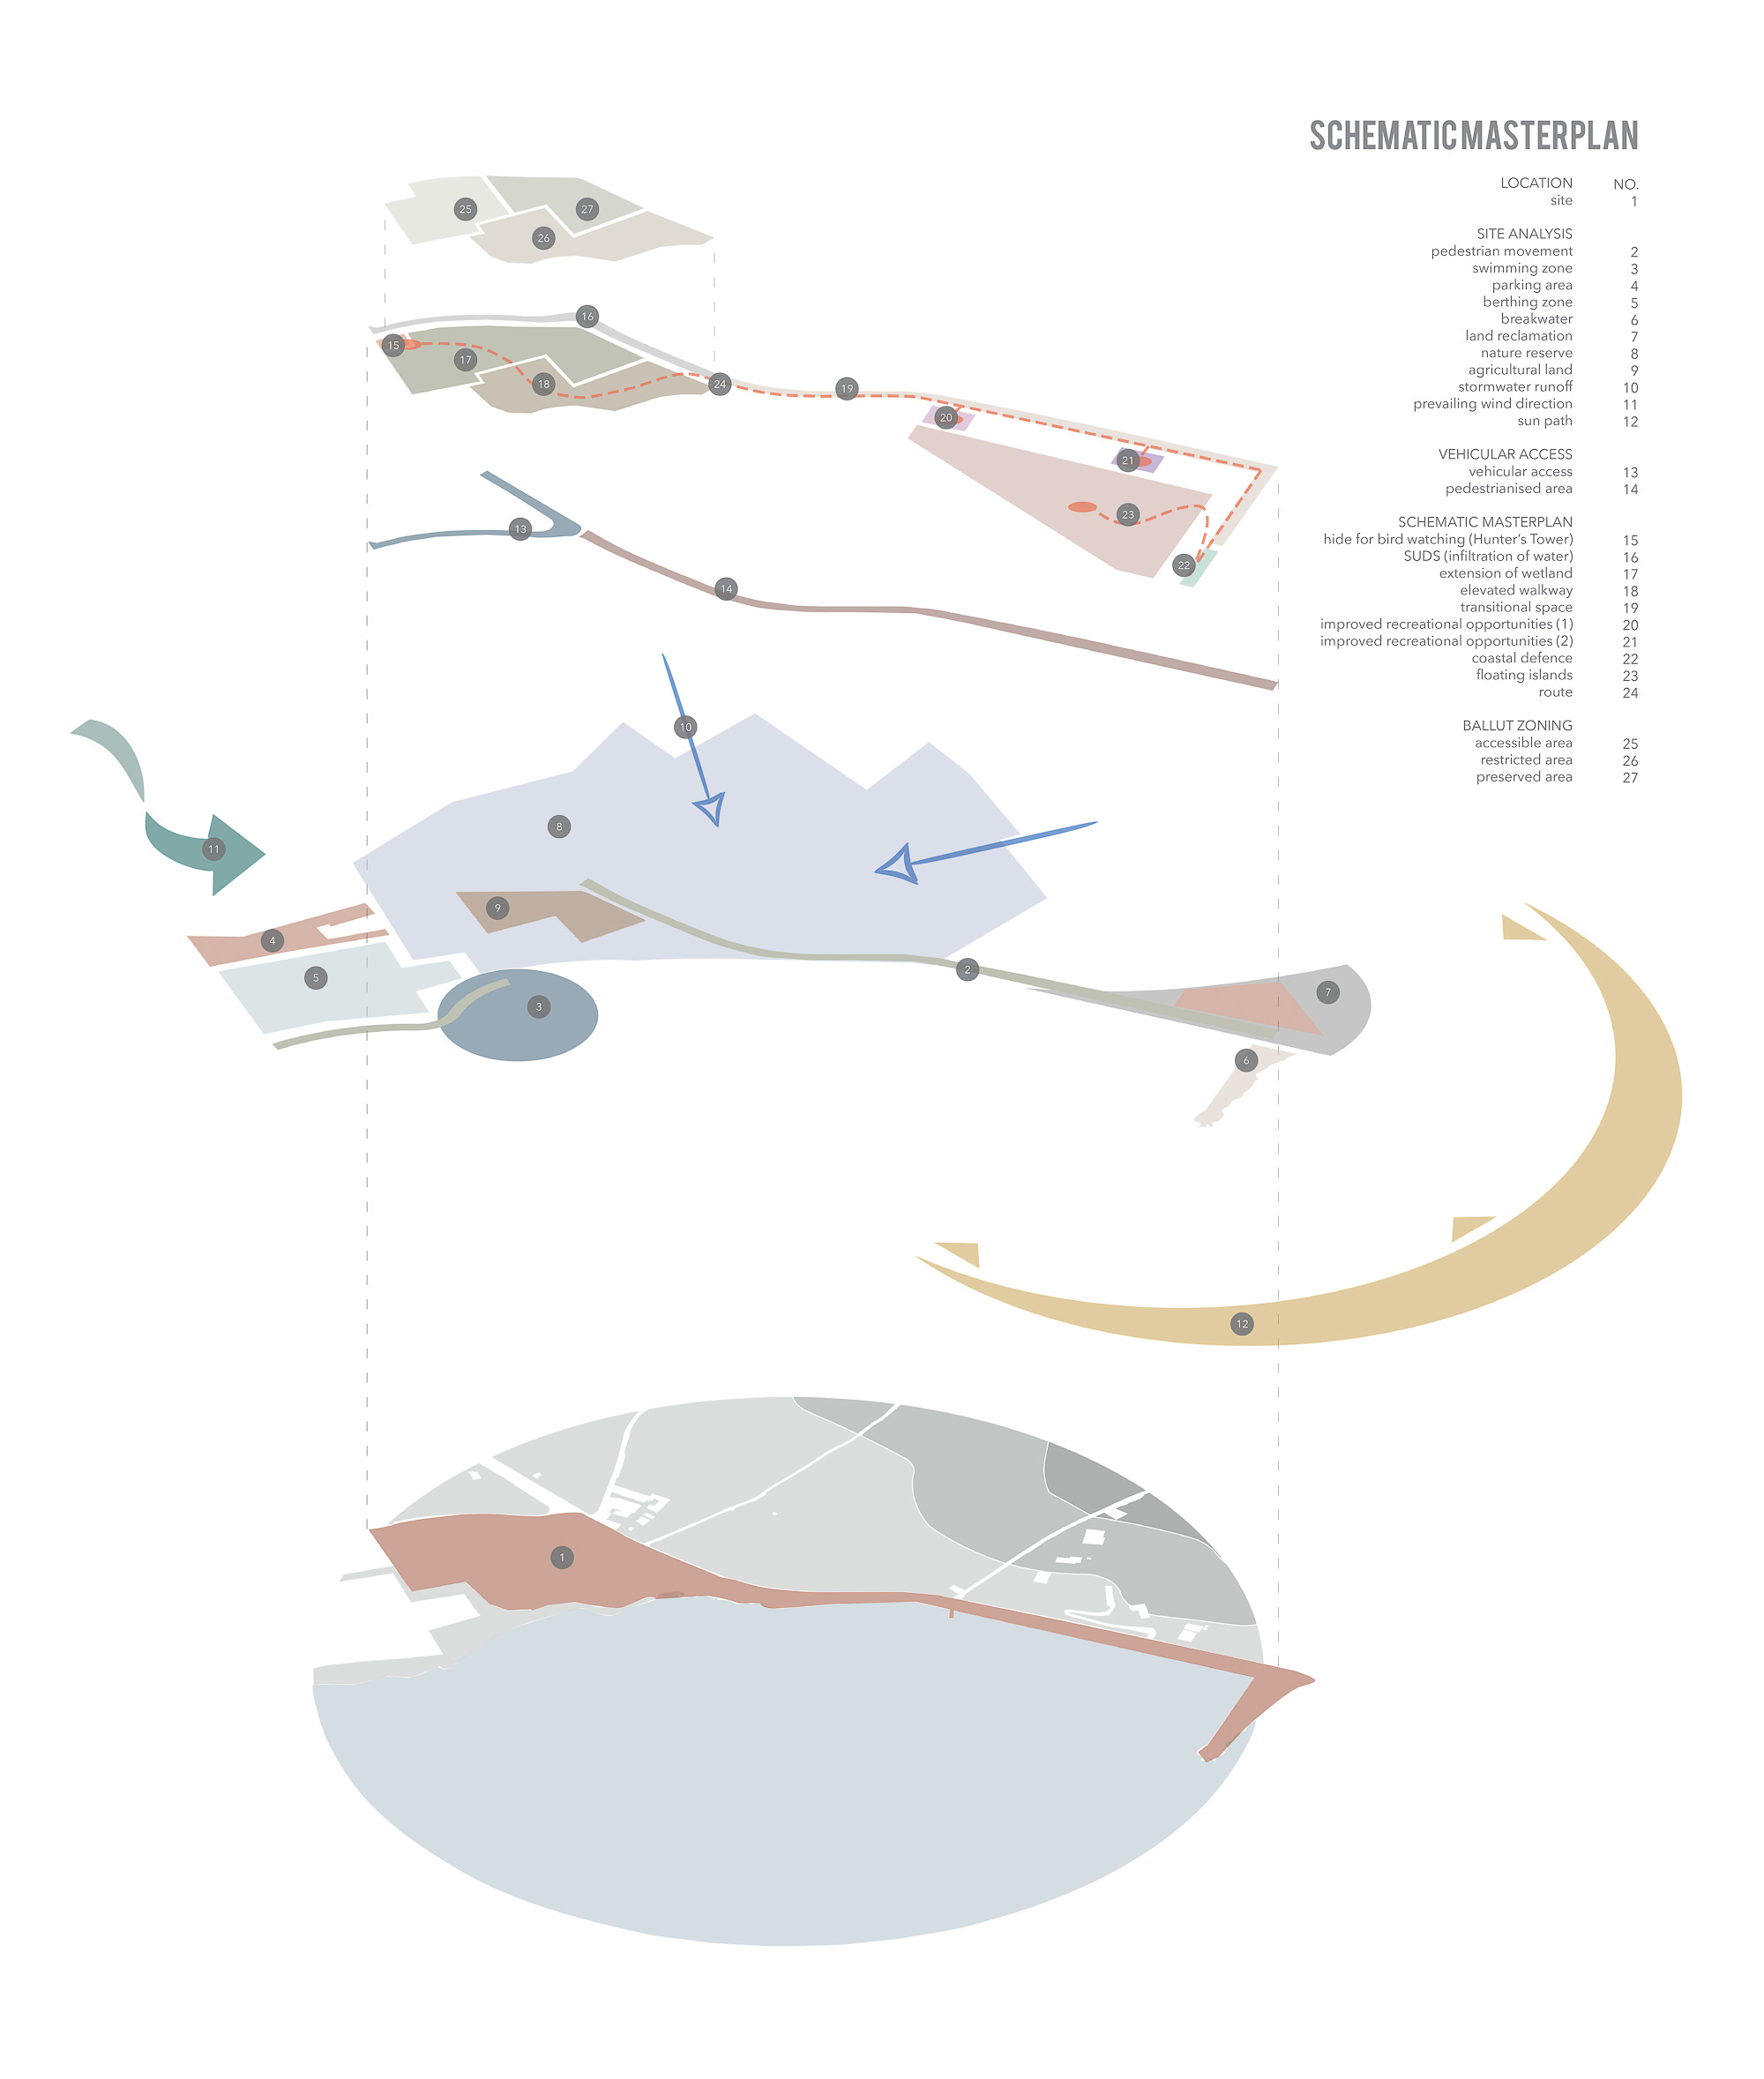 SCHEMATIC MASTERPLAN
LOCATION NO.
site 1
SITE ANALYSIS
pedestrian movement 2
swimming zone 3
parking area 4
berthing zone 5
breakwater 6
land reclamation 7
nature reserve 8
agricultural land 9
stormwater runoff 10
prevailing wind direction 11
sun path 12
VEHICULAR ACCESS
vehicular access 13
pedestrianised area 14
SCHEMATIC MASTERPLAN
hide for bird watching (Hunter's Tower) 15
SUDS (infiltration of water) 16
extension of wetland 17
elevated walkway 18
transitional space 19
improved recreational opportunities (1) 20
improved recreational opportunities (2) 21
coastal defence 22
floating islands 23
route 24
BALLUT ZONING
accessible area 25
restricted area 26
preserved area 27
25
27
26
16
15
17
18
24
19
20
21
23
22
13
14
10
8
11
9
4
5
3
2
7
6
12
1